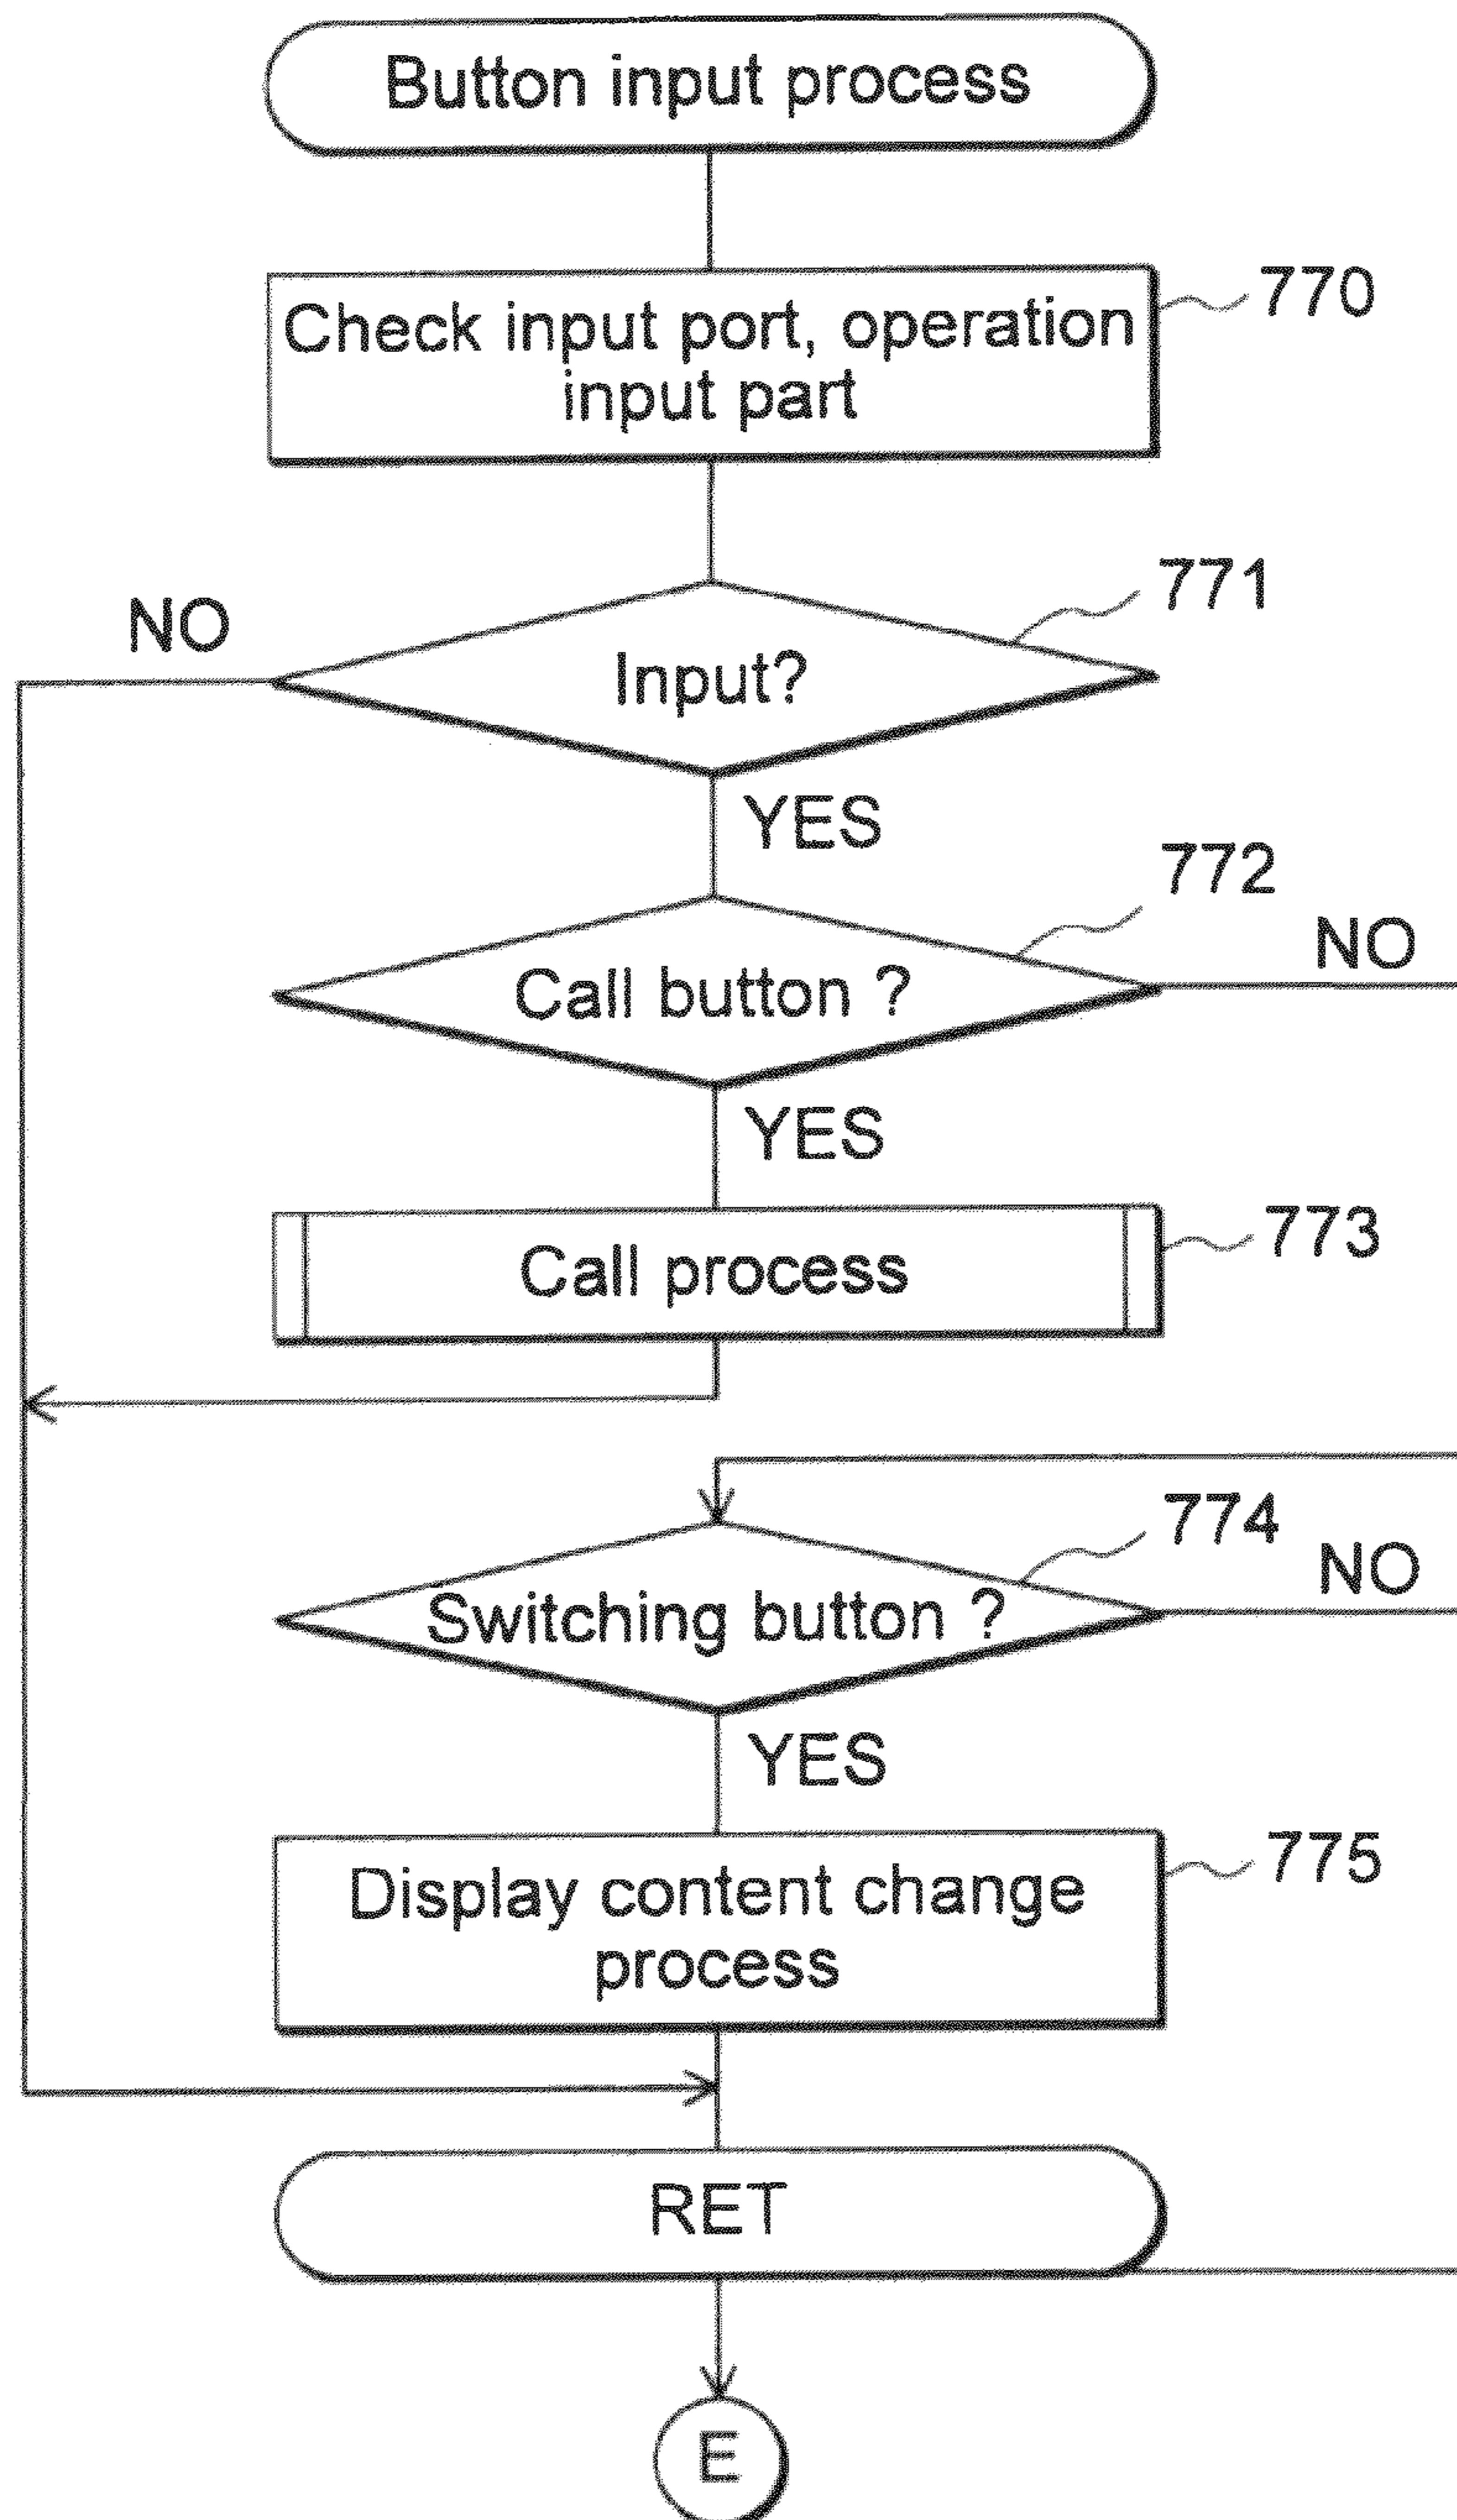 Button input process
770
Check input port, operation
input part
771
NO
Input?
YES
772
NO
Call button ?
YES
773
Call process
774
NO
Switching button ?
YES
775
Display content change
process
RET
E